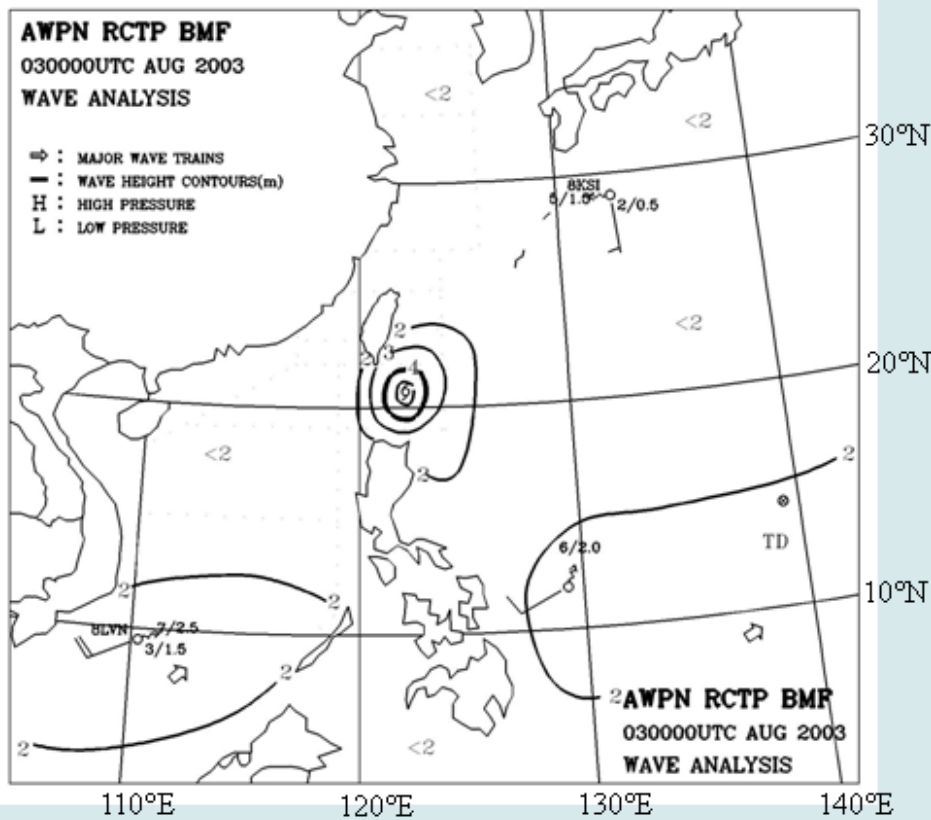 AWPN RCTP BMF
030000UTC AUG 2003
WAVE ANALYSIS
⇨ : MAJOR WAVE TRAINS
— : WAVE HEIGHT CONTOURS(m)
H : HIGH PRESSURE
L : LOW PRESSURE
<2
<2
30°N
8KSI
5/1.5
2/0.5
<2
2
2
3
4
20°N
<2
2
2
6/2.0
TD
2
2
10°N
8LVN
7/2.5
3/1.5
2
2
2
<2
AWPN RCTP BMF
030000UTC AUG 2003
WAVE ANALYSIS
110°E
120°E
130°E
140°E